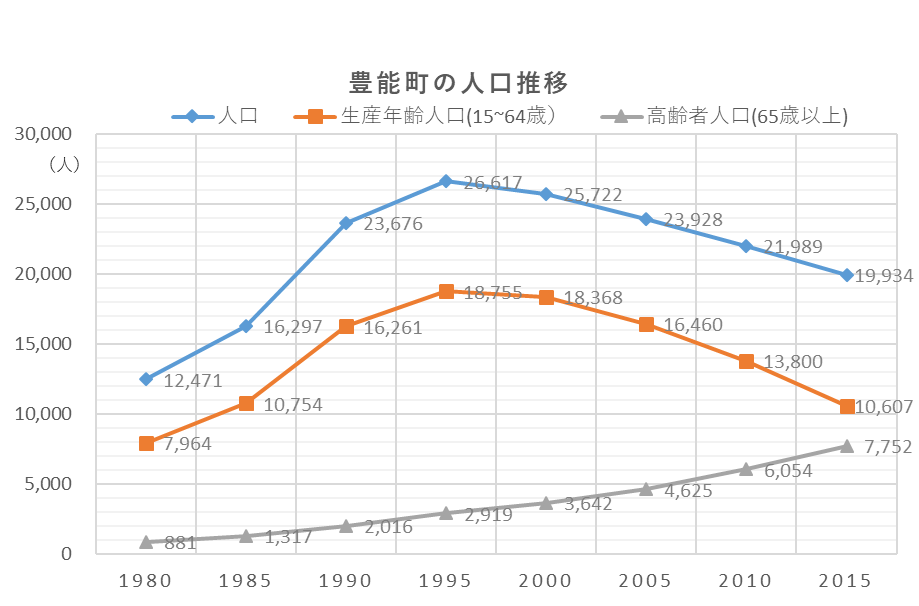 豊能町の人口推移
人口 生産年齢人口(15~64歳） 高齢者人口(65歳以上)
30,000
（人）
25,000
20,000
15,000
10,000
5,000
0
12,471 16,297 23,676 26,617 25,722 23,928 21,989 19,934
7,964 10,754 16,261 18,755 18,368 16,460 13,800 10,607
881 1,317 2,016 2,919 3,642 4,625 6,054 7,752
1980 1985 1990 1995 2000 2005 2010 2015